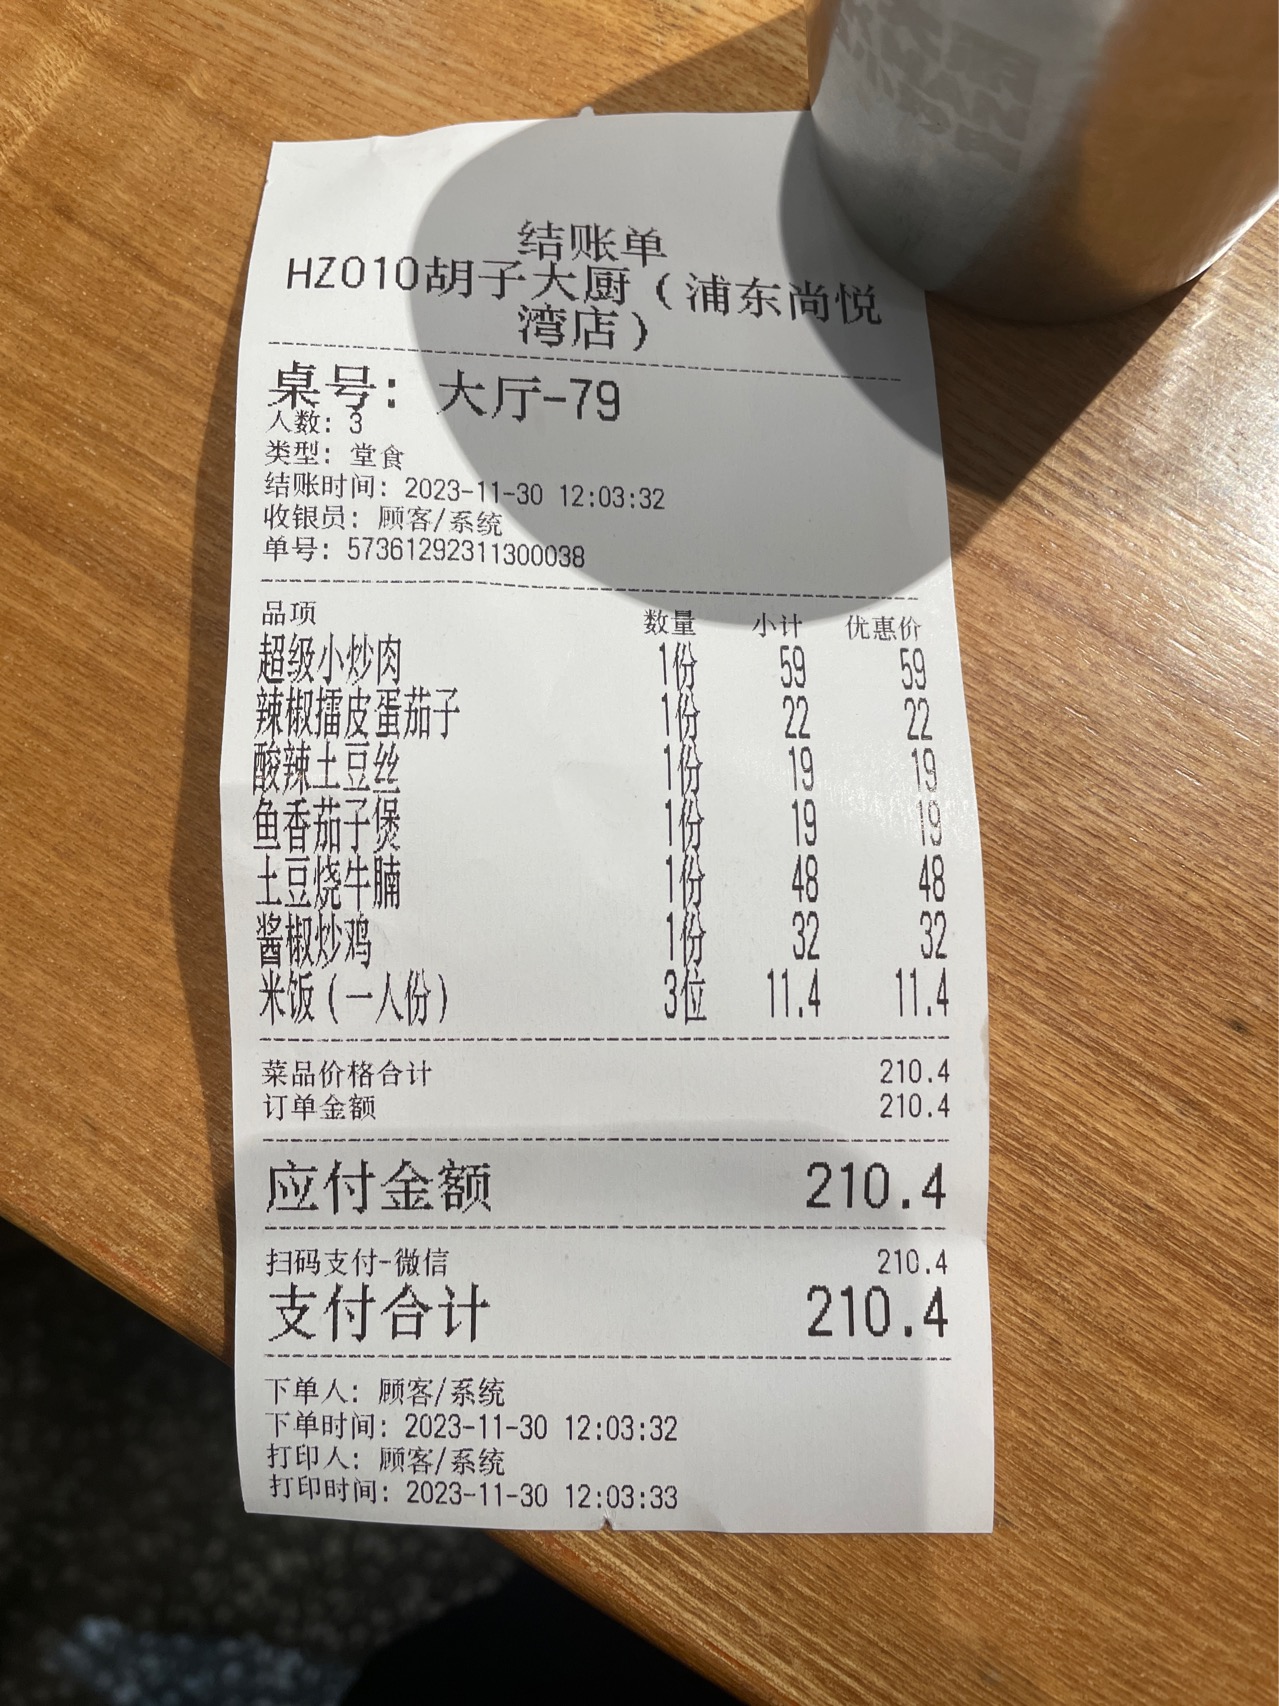 结账单
HZ010胡子大厨（浦东尚悦
湾店）
桌号：大厅-79
人数：3
类型：堂食
结账时间：2023-11-30 12:03:32
收银员：顾客/系统
单号：573612922311300038
品项 数量 小计 优惠价
超级小炒肉 1份 59 59
辣椒擂皮蛋茄子 1份 22 22
酸辣土豆丝 1份 19 19
鱼香茄子煲 1份 19 19
土豆烧牛腩 1份 48 48
酱椒炒鸡 1份 32 32
米饭（一人份） 3位 11.4 11.4
菜品价格合计 210.4
订单金额 210.4
应付金额 210.4
扫码支付-微信 210.4
支付合计 210.4
下单人：顾客/系统
下单时间：2023-11-30 12:03:32
打印人：顾客/系统
打印时间：2023-11-30 12:03:33